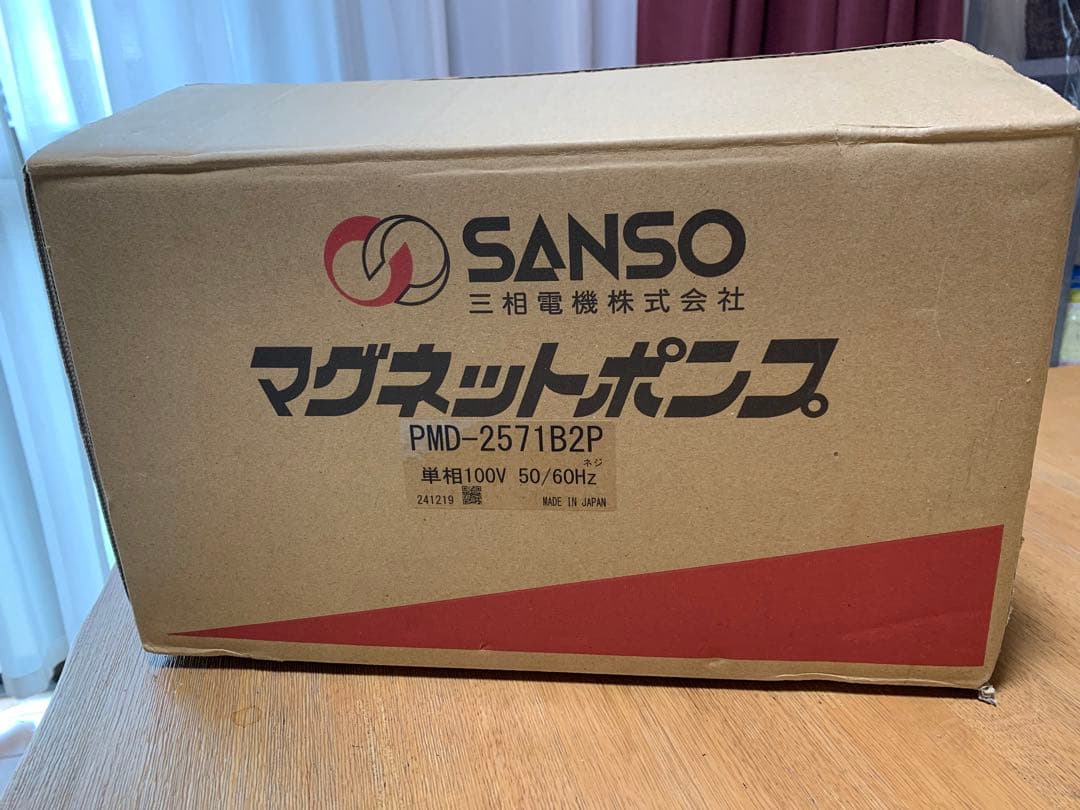 SANSO
三相電機株式会社
マグネットポンプ
PMD-2571B2P
ネジ
単相100V 50/60Hz
241219 MADE IN JAPAN